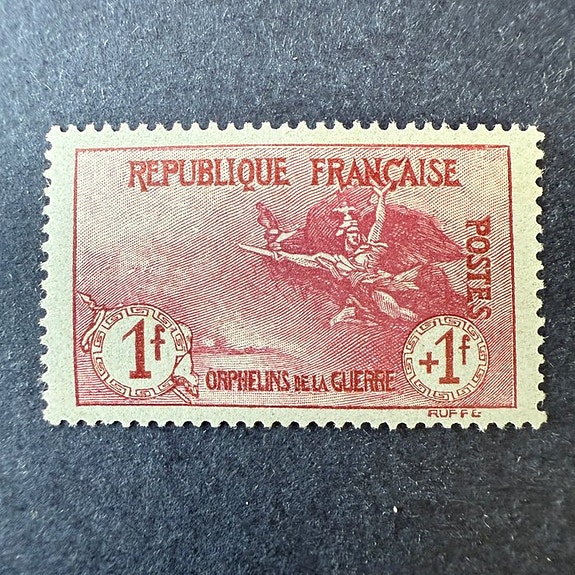 REPUBLIQUE FRANÇAISE
POSTES
1f
ORPHELINS DE LA GUERRE
+1f
RUFFE